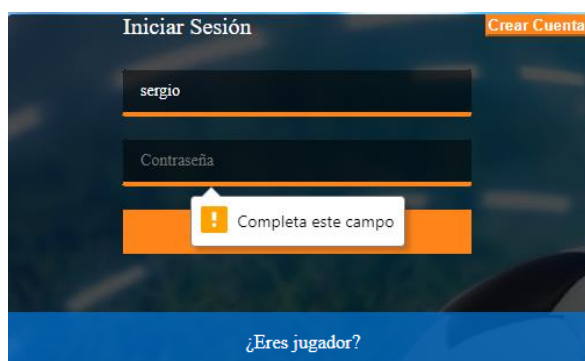 Iniciar Sesión
Crear Cuenta
sergio
Contraseña
Completa este campo
¿Eres jugador?